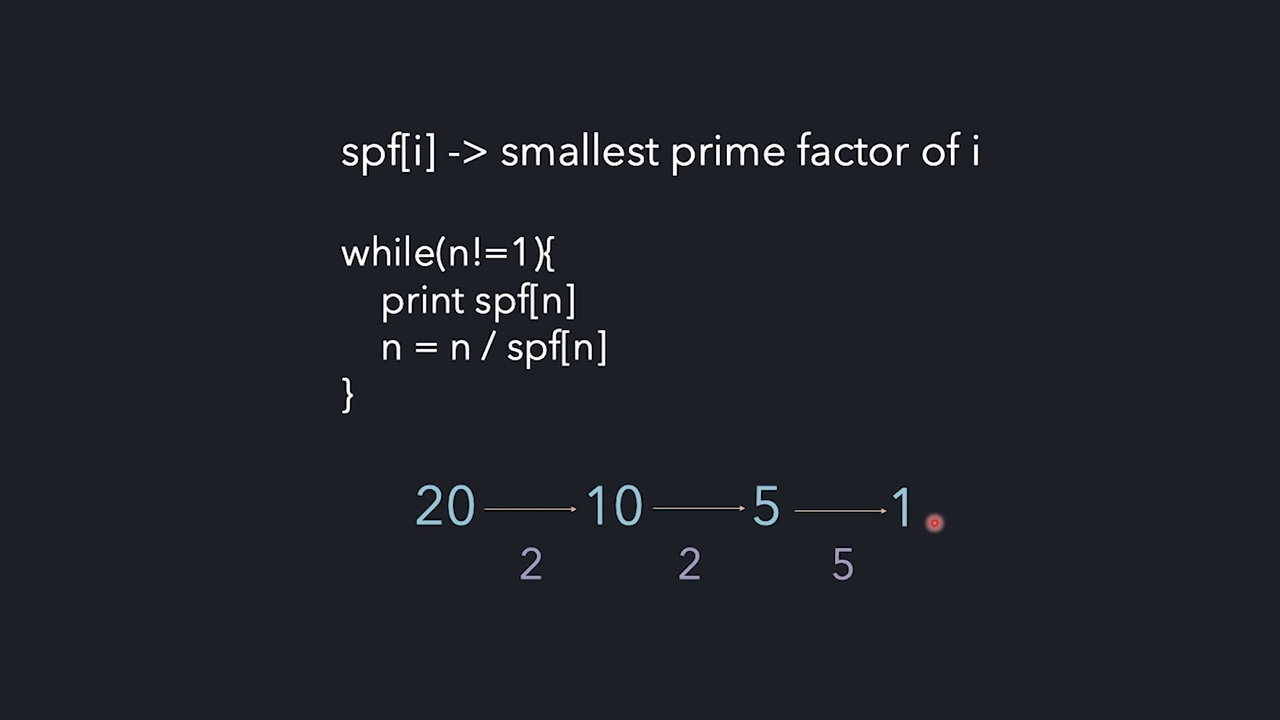 spf[i] -> smallest prime factor of i
while(n!=1){
print spf[n]
n = n / spf[n]
}
20 10 5 1
2 2 5